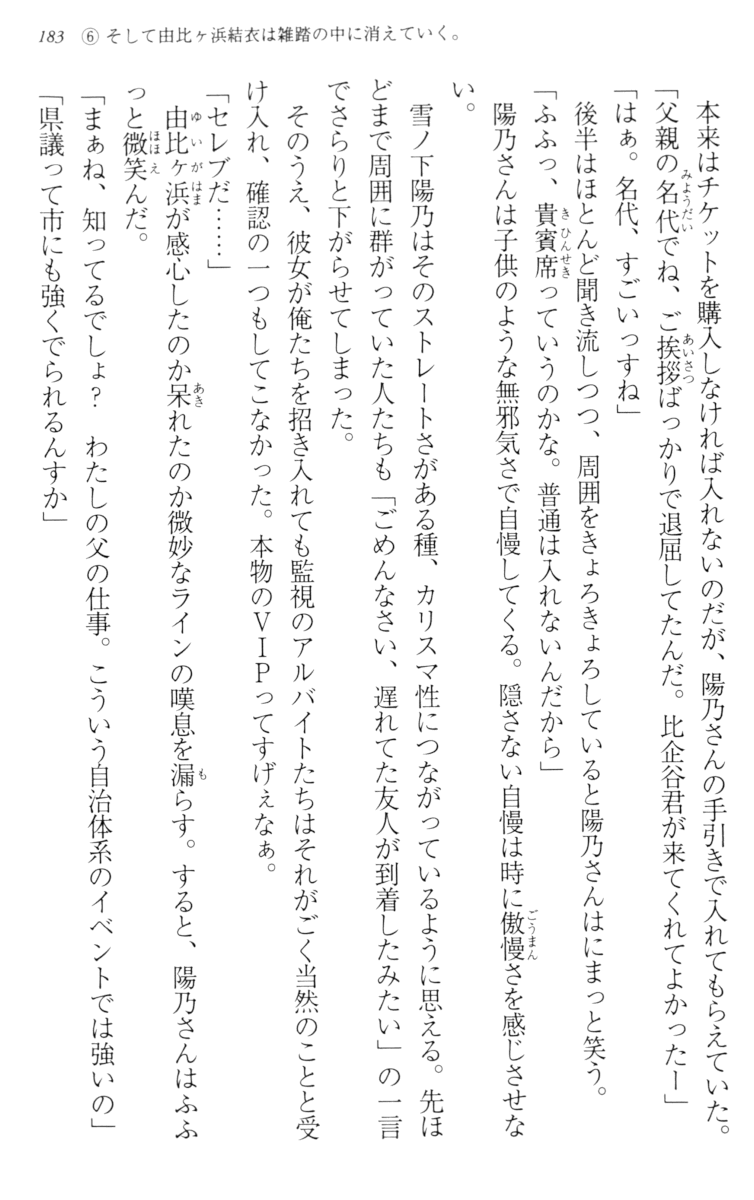 183 ⑥ そして由比ヶ浜結衣は雑踏の中に消えていく。
本来はチケットを購入しなければ入れないのだが、陽乃さんの手引きで入れてもらえていた。
「父親の名代でね、ご挨拶ばっかりで退屈してたんだ。比企谷君が来てくれてよかったー」
「はぁ。名代、すごいっすね」
後半はほとんど聞き流しつつ、周囲をきょろきょろしていると陽乃さんはにまっと笑う。
「ふふっ、貴賓席っていうのかな。普通は入れないんだから」
陽乃さんは子供のような無邪気さで自慢してくる。隠さない自慢は時に傲慢さを感じさせな
い。
雪ノ下陽乃はそのストレートさがある種、カリスマ性につながっているように思える。先ほ
どまで周囲に群がっていた人たちも「ごめんなさい、遅れてた友人が到着したみたい」の一言
でさらりと下がらせてしまった。
そのうえ、彼女が俺たちを招き入れても監視のアルバイトたちはそれがごく当然のことと受
け入れ、確認の一つもしてこなかった。本物のVIPってすげぇなぁ。
「セレブだ……」
由比ヶ浜が感心したのか呆れたのか微妙なラインの嘆息を漏らす。すると、陽乃さんはふふ
っと微笑んだ。
「まぁね、知ってるでしょ?　わたしの父の仕事。こういう自治体系のイベントでは強いの」
「県議って市にも強くでられるんすか」